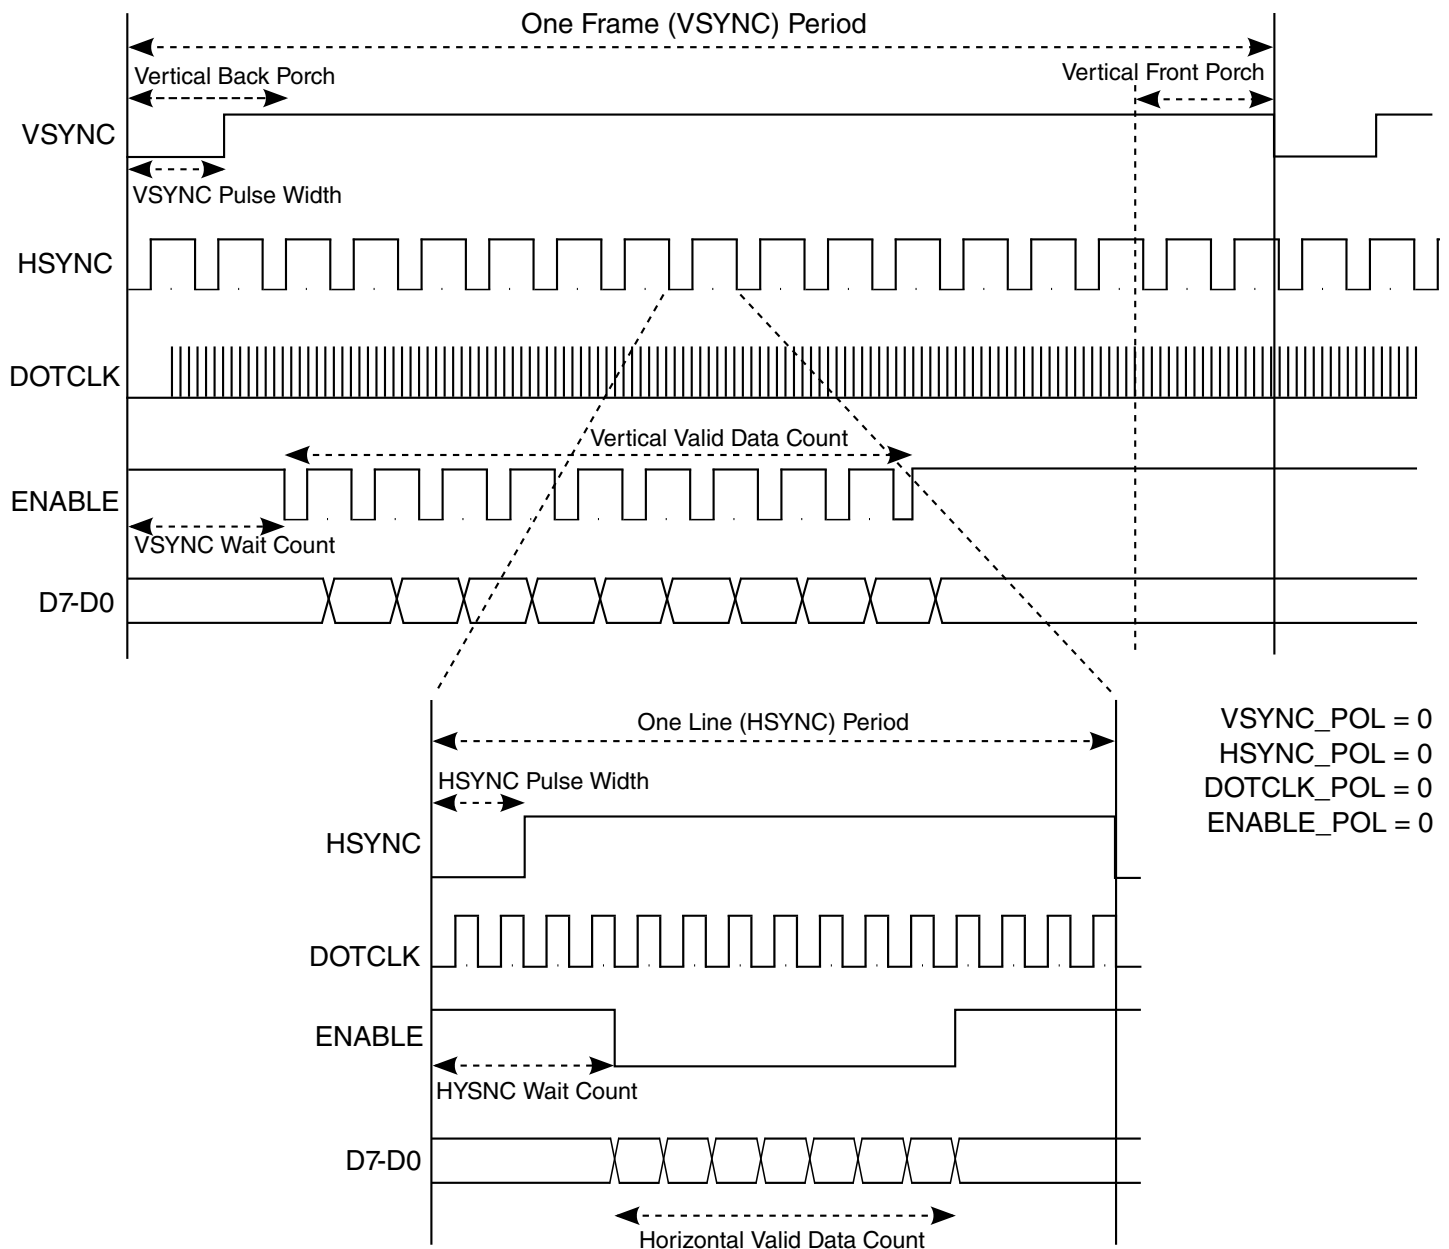 One Frame (VSYNC) Period
Vertical Back Porch
Vertical Front Porch
VSYNC
VSYNC Pulse Width
HSYNC
DOTCLK
Vertical Valid Data Count
ENABLE
VSYNC Wait Count
D7-D0
One Line (HSYNC) Period
VSYNC_POL = 0
HSYNC_POL = 0
DOTCLK_POL = 0
ENABLE_POL = 0
HSYNC Pulse Width
HSYNC
DOTCLK
ENABLE
HYSNC Wait Count
D7-D0
Horizontal Valid Data Count